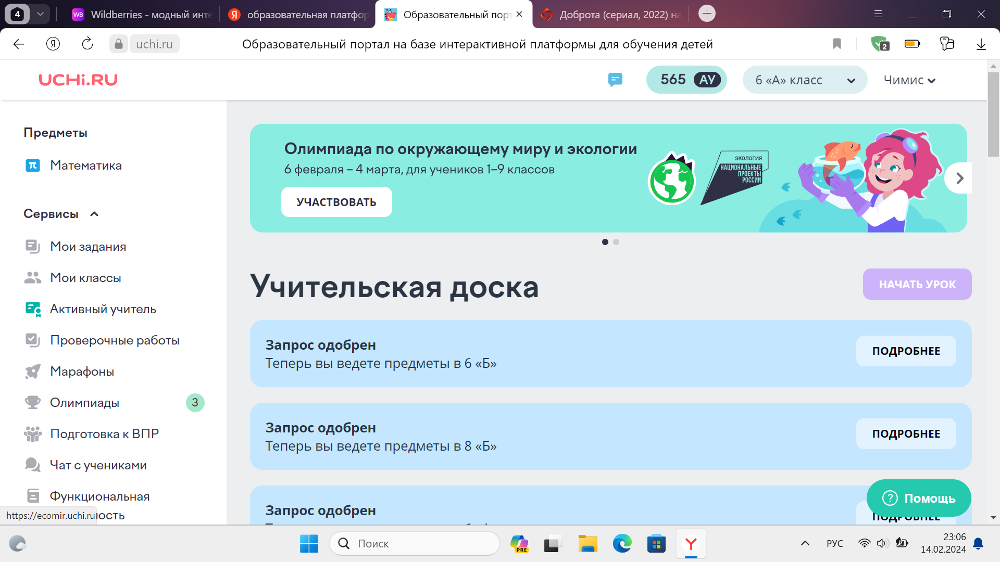 4
WB
Wildberries - модный инте
Я
образовательная платфор
Образовательный порт
Доброта (сериал, 2022) на
Я
uchi.ru
Образовательный портал на базе интерактивной платформы для обучения детей
2
UCHi.RU
565 АУ
6 «А» класс
Чимис
Предметы
π Математика
Сервисы
Мои задания
Мои классы
Активный учитель
Проверочные работы
Марафоны
Олимпиады
3
Подготовка к ВПР
Чат с учениками
Функциональная
ность
https://ecomir.uchi.ru
Олимпиада по окружающему миру и экологии
6 февраля – 4 марта, для учеников 1–9 классов
УЧАСТВОВАТЬ
ЭКОЛОГИЯ
НАЦИОНАЛЬНЫЕ
ПРОЕКТЫ
РОССИИ
Учительская доска
НАЧАТЬ УРОК
Запрос одобрен
Теперь вы ведете предметы в 6 «Б»
ПОДРОБНЕЕ
Запрос одобрен
Теперь вы ведете предметы в 8 «Б»
ПОДРОБНЕЕ
Запрос одобрен
ПОДРОБНЕЕ
? Помощь
Поиск
PRE
РУС
23:06
14.02.2024